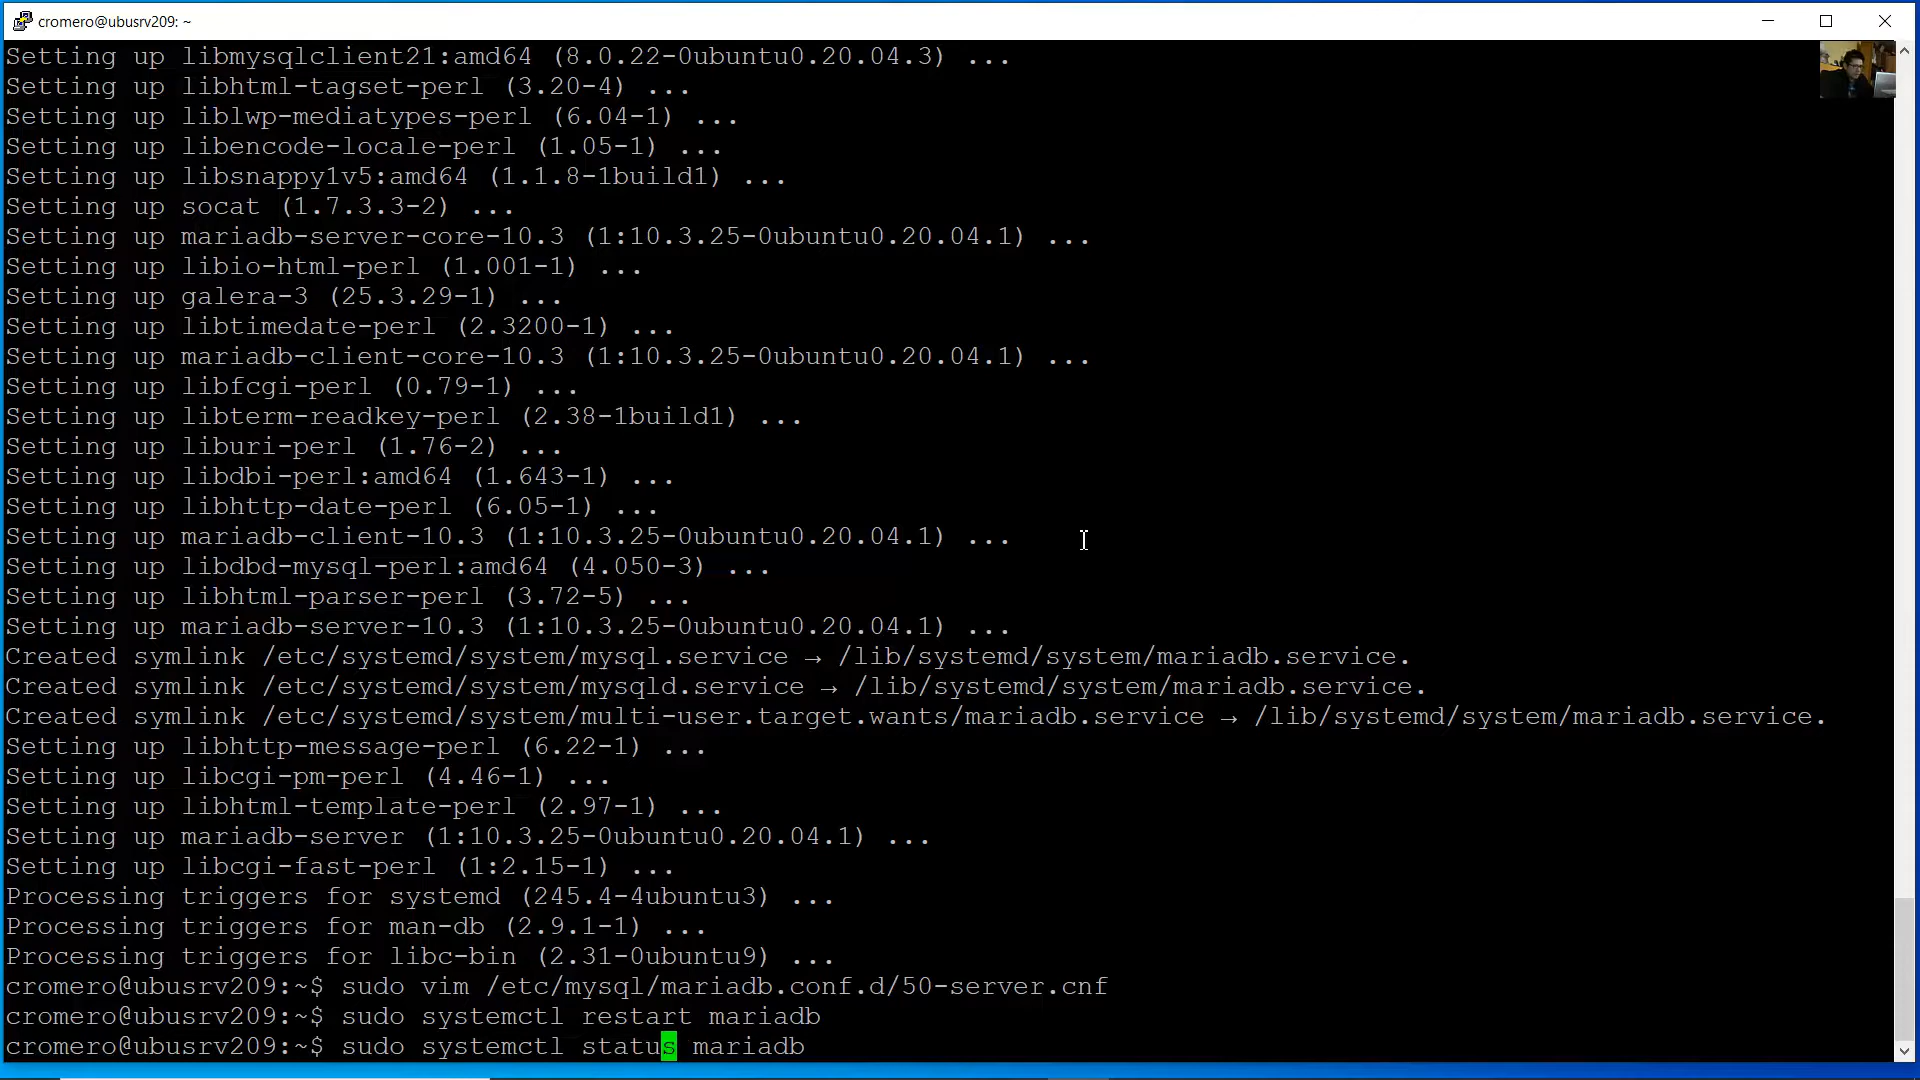 cromero@ubusrv209: ~
Setting up libmysqlclient21:amd64 (8.0.22-0ubuntu0.20.04.3) ...
Setting up libhtml-tagset-perl (3.20-4) ...
Setting up liblwp-mediatypes-perl (6.04-1) ...
Setting up libencode-locale-perl (1.05-1) ...
Setting up libsnappy1v5:amd64 (1.1.8-1build1) ...
Setting up socat (1.7.3.3-2) ...
Setting up mariadb-server-core-10.3 (1:10.3.25-0ubuntu0.20.04.1) ...
Setting up libio-html-perl (1.001-1) ...
Setting up galera-3 (25.3.29-1) ...
Setting up libtimedate-perl (2.3200-1) ...
Setting up mariadb-client-core-10.3 (1:10.3.25-0ubuntu0.20.04.1) ...
Setting up libfcgi-perl (0.79-1) ...
Setting up libterm-readkey-perl (2.38-1build1) ...
Setting up liburi-perl (1.76-2) ...
Setting up libdbi-perl:amd64 (1.643-1) ...
Setting up libhttp-date-perl (6.05-1) ...
Setting up mariadb-client-10.3 (1:10.3.25-0ubuntu0.20.04.1) ...
Setting up libdbd-mysql-perl:amd64 (4.050-3) ...
Setting up libhtml-parser-perl (3.72-5) ...
Setting up mariadb-server-10.3 (1:10.3.25-0ubuntu0.20.04.1) ...
Created symlink /etc/systemd/system/mysql.service → /lib/systemd/system/mariadb.service.
Created symlink /etc/systemd/system/mysqld.service → /lib/systemd/system/mariadb.service.
Created symlink /etc/systemd/system/multi-user.target.wants/mariadb.service → /lib/systemd/system/mariadb.service.
Setting up libhttp-message-perl (6.22-1) ...
Setting up libcgi-pm-perl (4.46-1) ...
Setting up libhtml-template-perl (2.97-1) ...
Setting up mariadb-server (1:10.3.25-0ubuntu0.20.04.1) ...
Setting up libcgi-fast-perl (1:2.15-1) ...
Processing triggers for systemd (245.4-4ubuntu3) ...
Processing triggers for man-db (2.9.1-1) ...
Processing triggers for libc-bin (2.31-0ubuntu9) ...
cromero@ubusrv209:~$ sudo vim /etc/mysql/mariadb.conf.d/50-server.cnf
cromero@ubusrv209:~$ sudo systemctl restart mariadb
cromero@ubusrv209:~$ sudo systemctl status mariadb